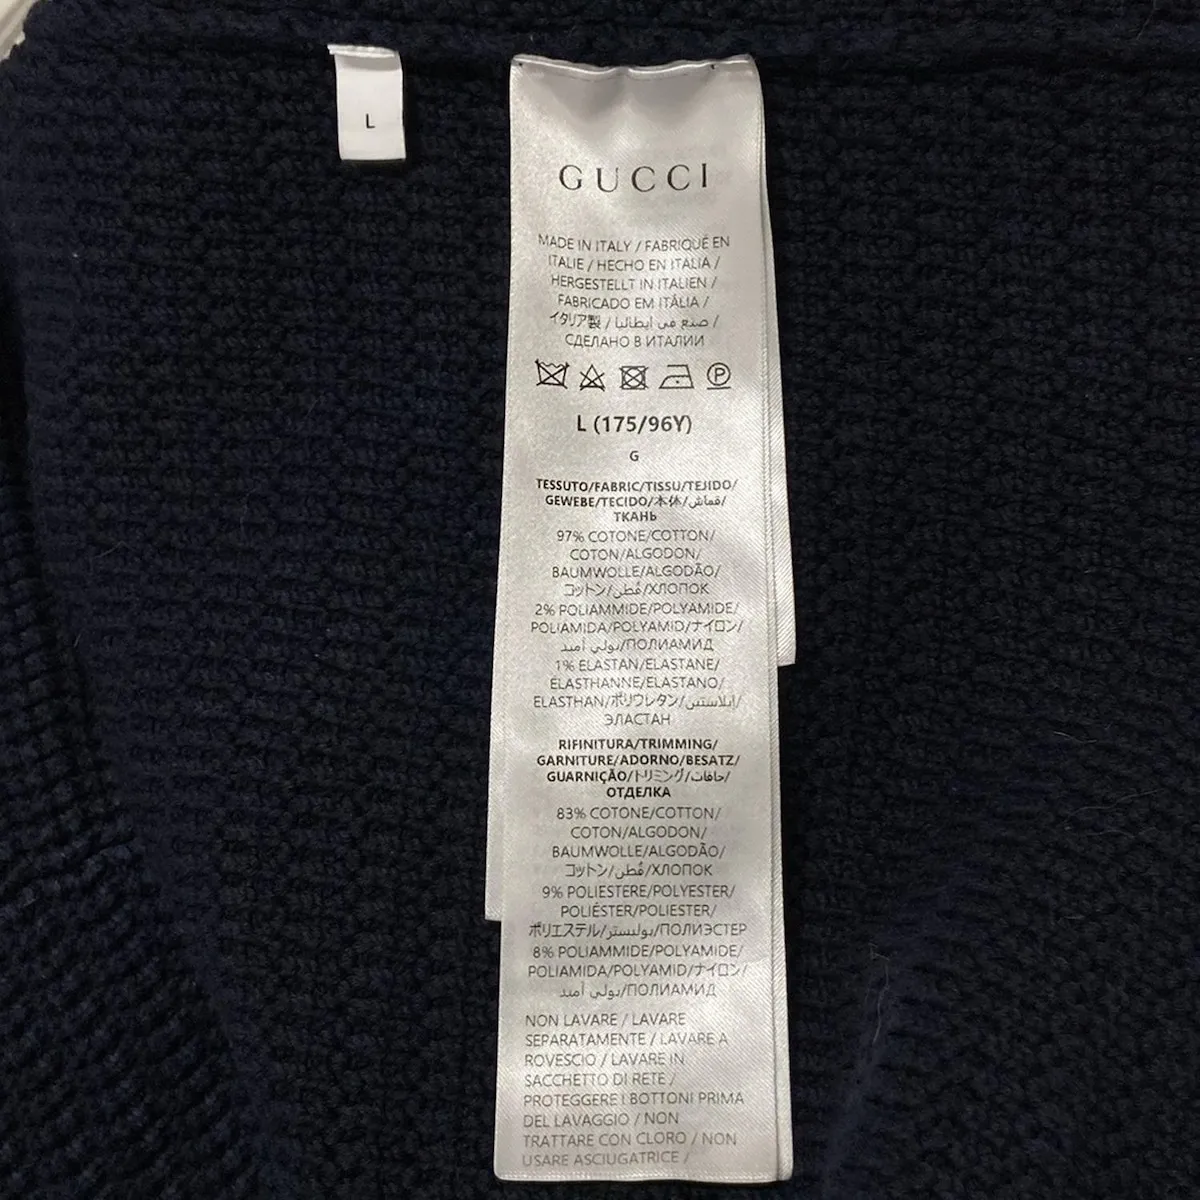 L
GUCCI
MADE IN ITALY / FABRIQUÉ EN
ITALIE / HECHO EN ITALIA /
HERGESTELLT IN ITALIEN /
FABRICADO EM ITÁLIA /
イタリア製 / صنع في ايطاليا /
СДЕЛАНО В ИТАЛИИ
P
L (175/96Y)
G
TESSUTO/FABRIC/TISSU/TEJIDO/
GEWEBE/TECIDO/本体/قماش/
ТКАНЬ
97% COTONE/COTTON/
COTON/ALGODON/
BAUMWOLLE/ALGODÃO/
コットン/قُطن/ХЛОПОК
2% POLIAMMIDE/POLYAMIDE/
POLIAMIDA/POLYAMID/ナイロン/
بولي أميد/ПОЛИАМИД
1% ELASTAN/ELASTANE/
ÉLASTHANNE/ELASTANO/
ELASTHAN/ポリウレタン/إيلاستين/
ЭЛАСТАН
RIFINITURA/TRIMMING/
GARNITURE/ADORNO/BESATZ/
GUARNIÇÃO/トリミング/حافات/
ОТДЕЛКА
83% COTONE/COTTON/
COTON/ALGODON/
BAUMWOLLE/ALGODÃO/
コットン/قُطن/ХЛОПОК
9% POLIESTERE/POLYESTER/
POLIÉSTER/POLIESTER/
ポリエステル/بوليستر/ПОЛИЭСТЕР
8% POLIAMMIDE/POLYAMIDE/
POLIAMIDA/POLYAMID/ナイロン/
بولي أميد/ПОЛИАМИД
NON LAVARE / LAVARE
SEPARATAMENTE / LAVARE A
ROVESCIO / LAVARE IN
SACCHETTO DI RETE /
PROTEGGERE I BOTTONI PRIMA
DEL LAVAGGIO / NON
TRATTARE CON CLORO / NON
USARE ASCIUGATRICE /